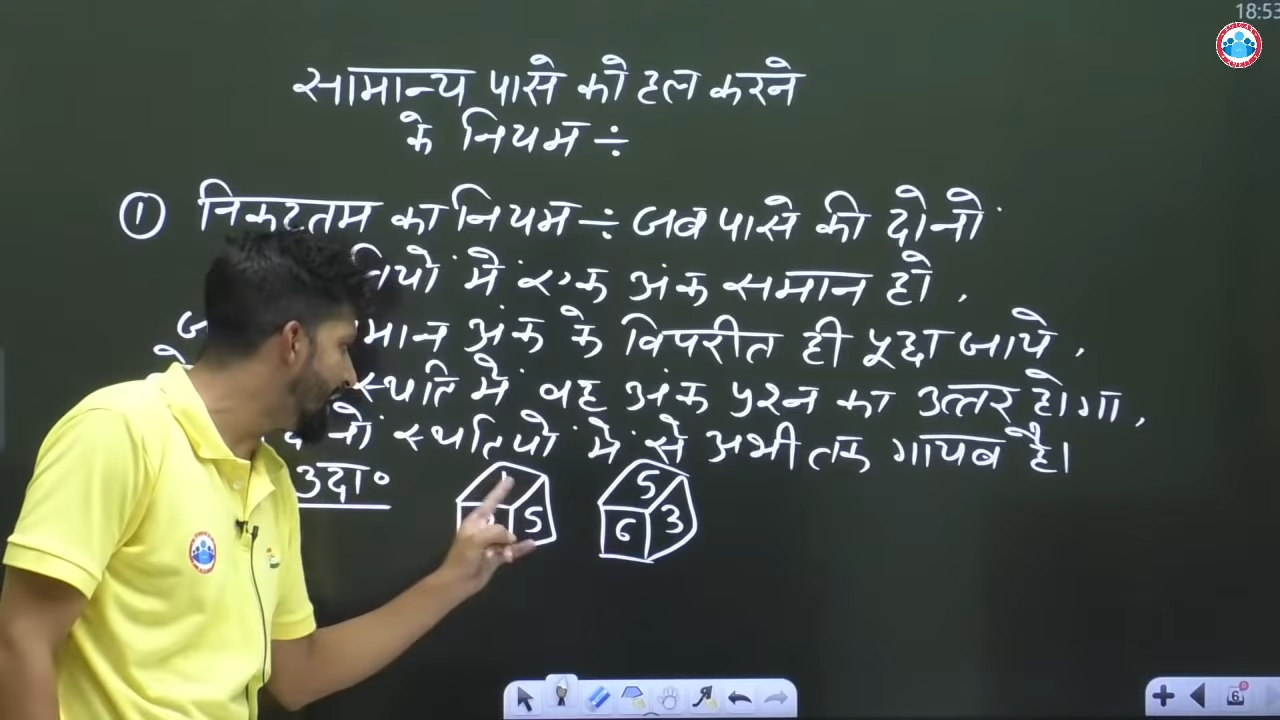 18:53
सामान्य पासे को हल करने
के नियम ÷
① निकटतम का नियम ÷ जब पासे की दोनों
में एक अंक समान हो ,
अंक के विपरीत ही पूछा जाये ,
में वह अंक प्रश्न का उत्तर होगा ,
स्थतियों में से अभी तक गायब है।
उदा०
5
5
6 3
6